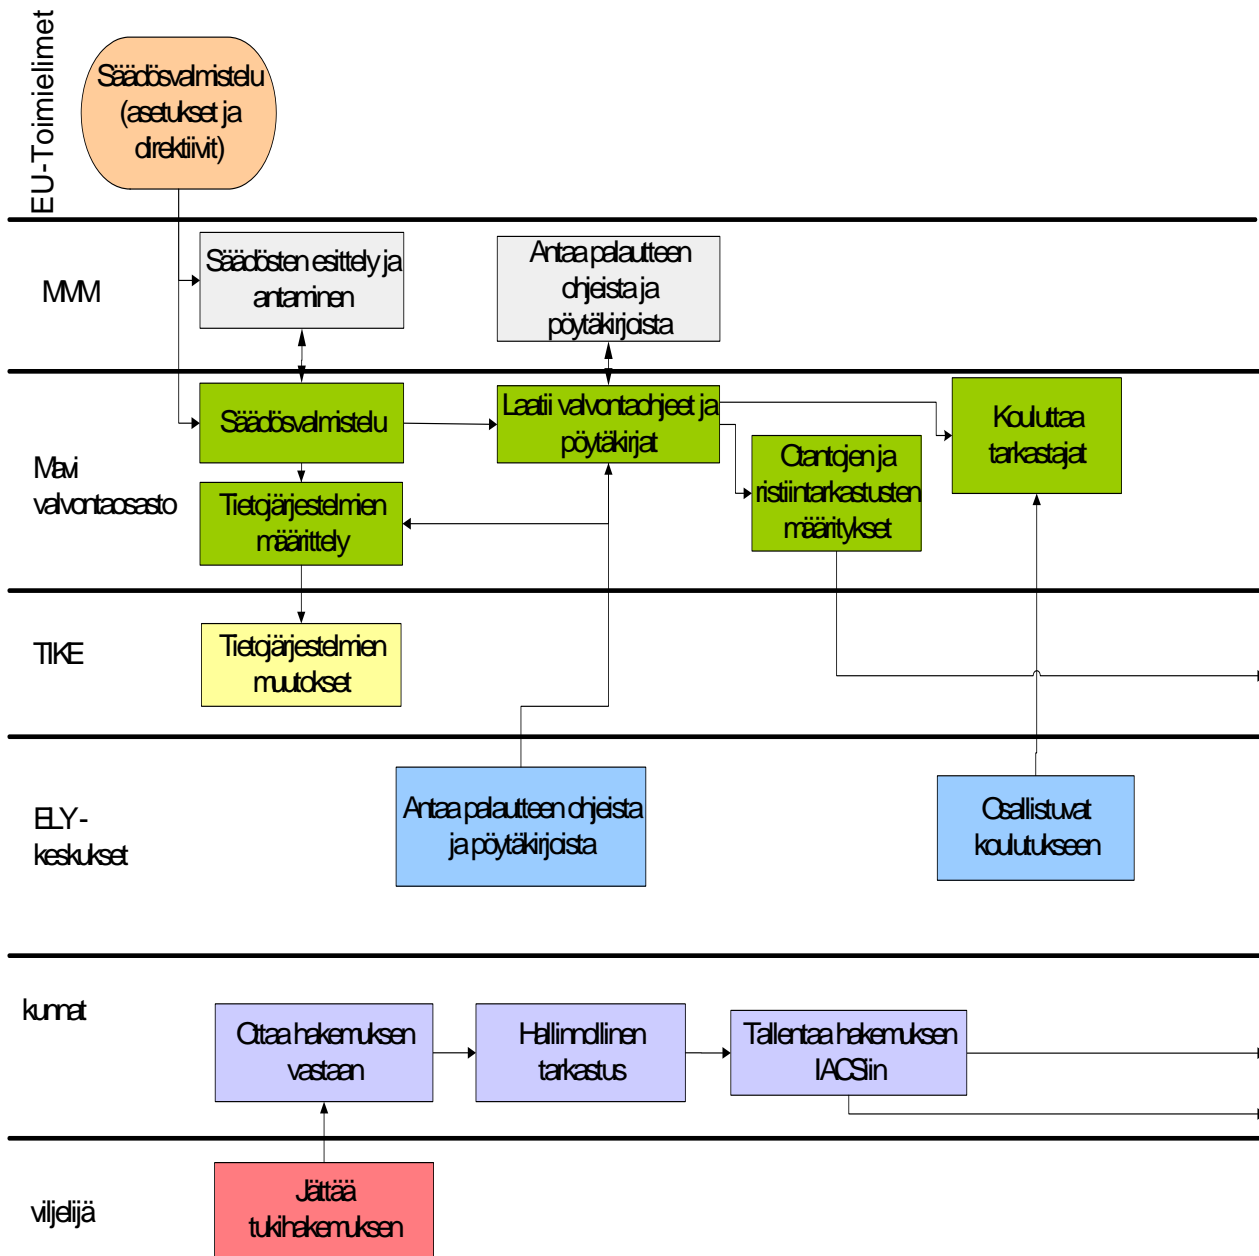 EU-Toimielimet
Säädösvalmistelu
(asetukset ja
direktiivit)
MMM
Säädösten esittely ja
antaminen
Antaa palautteen
ohjeista ja
pöytäkirjoista
Mavi
valvontaosasto
Säädösvalmistelu
Laatii valvontaohjeet ja
pöytäkirjat
Kouluttaa
tarkastajat
Otantojen ja
ristiintarkastusten
määritykset
Tietojärjestelmien
määrittely
TIKE
Tietojärjestelmien
muutokset
ELY -
keskukset
Antaa palautteen ohjeista
ja pöytäkirjoista
Osallistuvat
koulutukseen
kunnat
Ottaa hakemuksen
vastaan
Hallinnollinen
tarkastus
Tallentaa hakemuksen
IACSiin
viljelijä
Jättää
tukihakemuksen